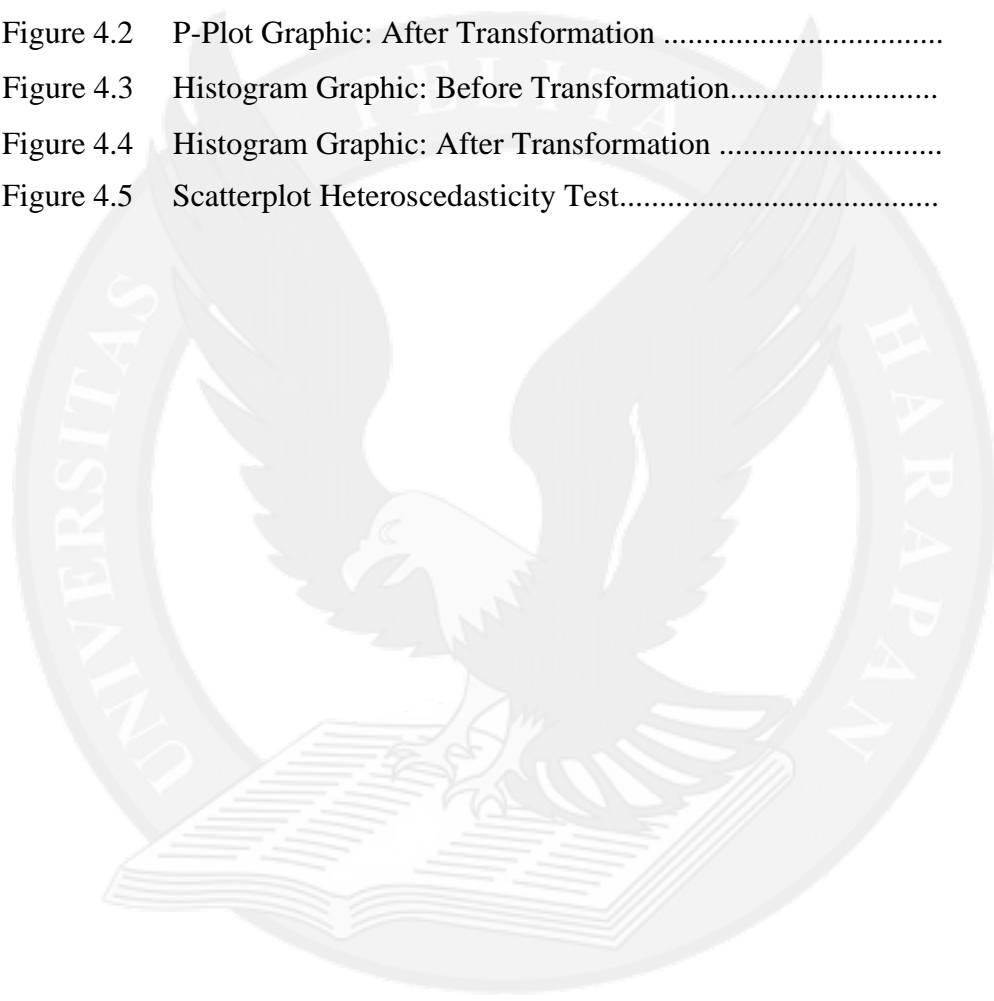 Figure 4.2 P-Plot Graphic: After Transformation ...................................
Figure 4.3 Histogram Graphic: Before Transformation..........................
Figure 4.4 Histogram Graphic: After Transformation ............................
Figure 4.5 Scatterplot Heteroscedasticity Test........................................
UNIVERSITAS PELITA HARAPAN